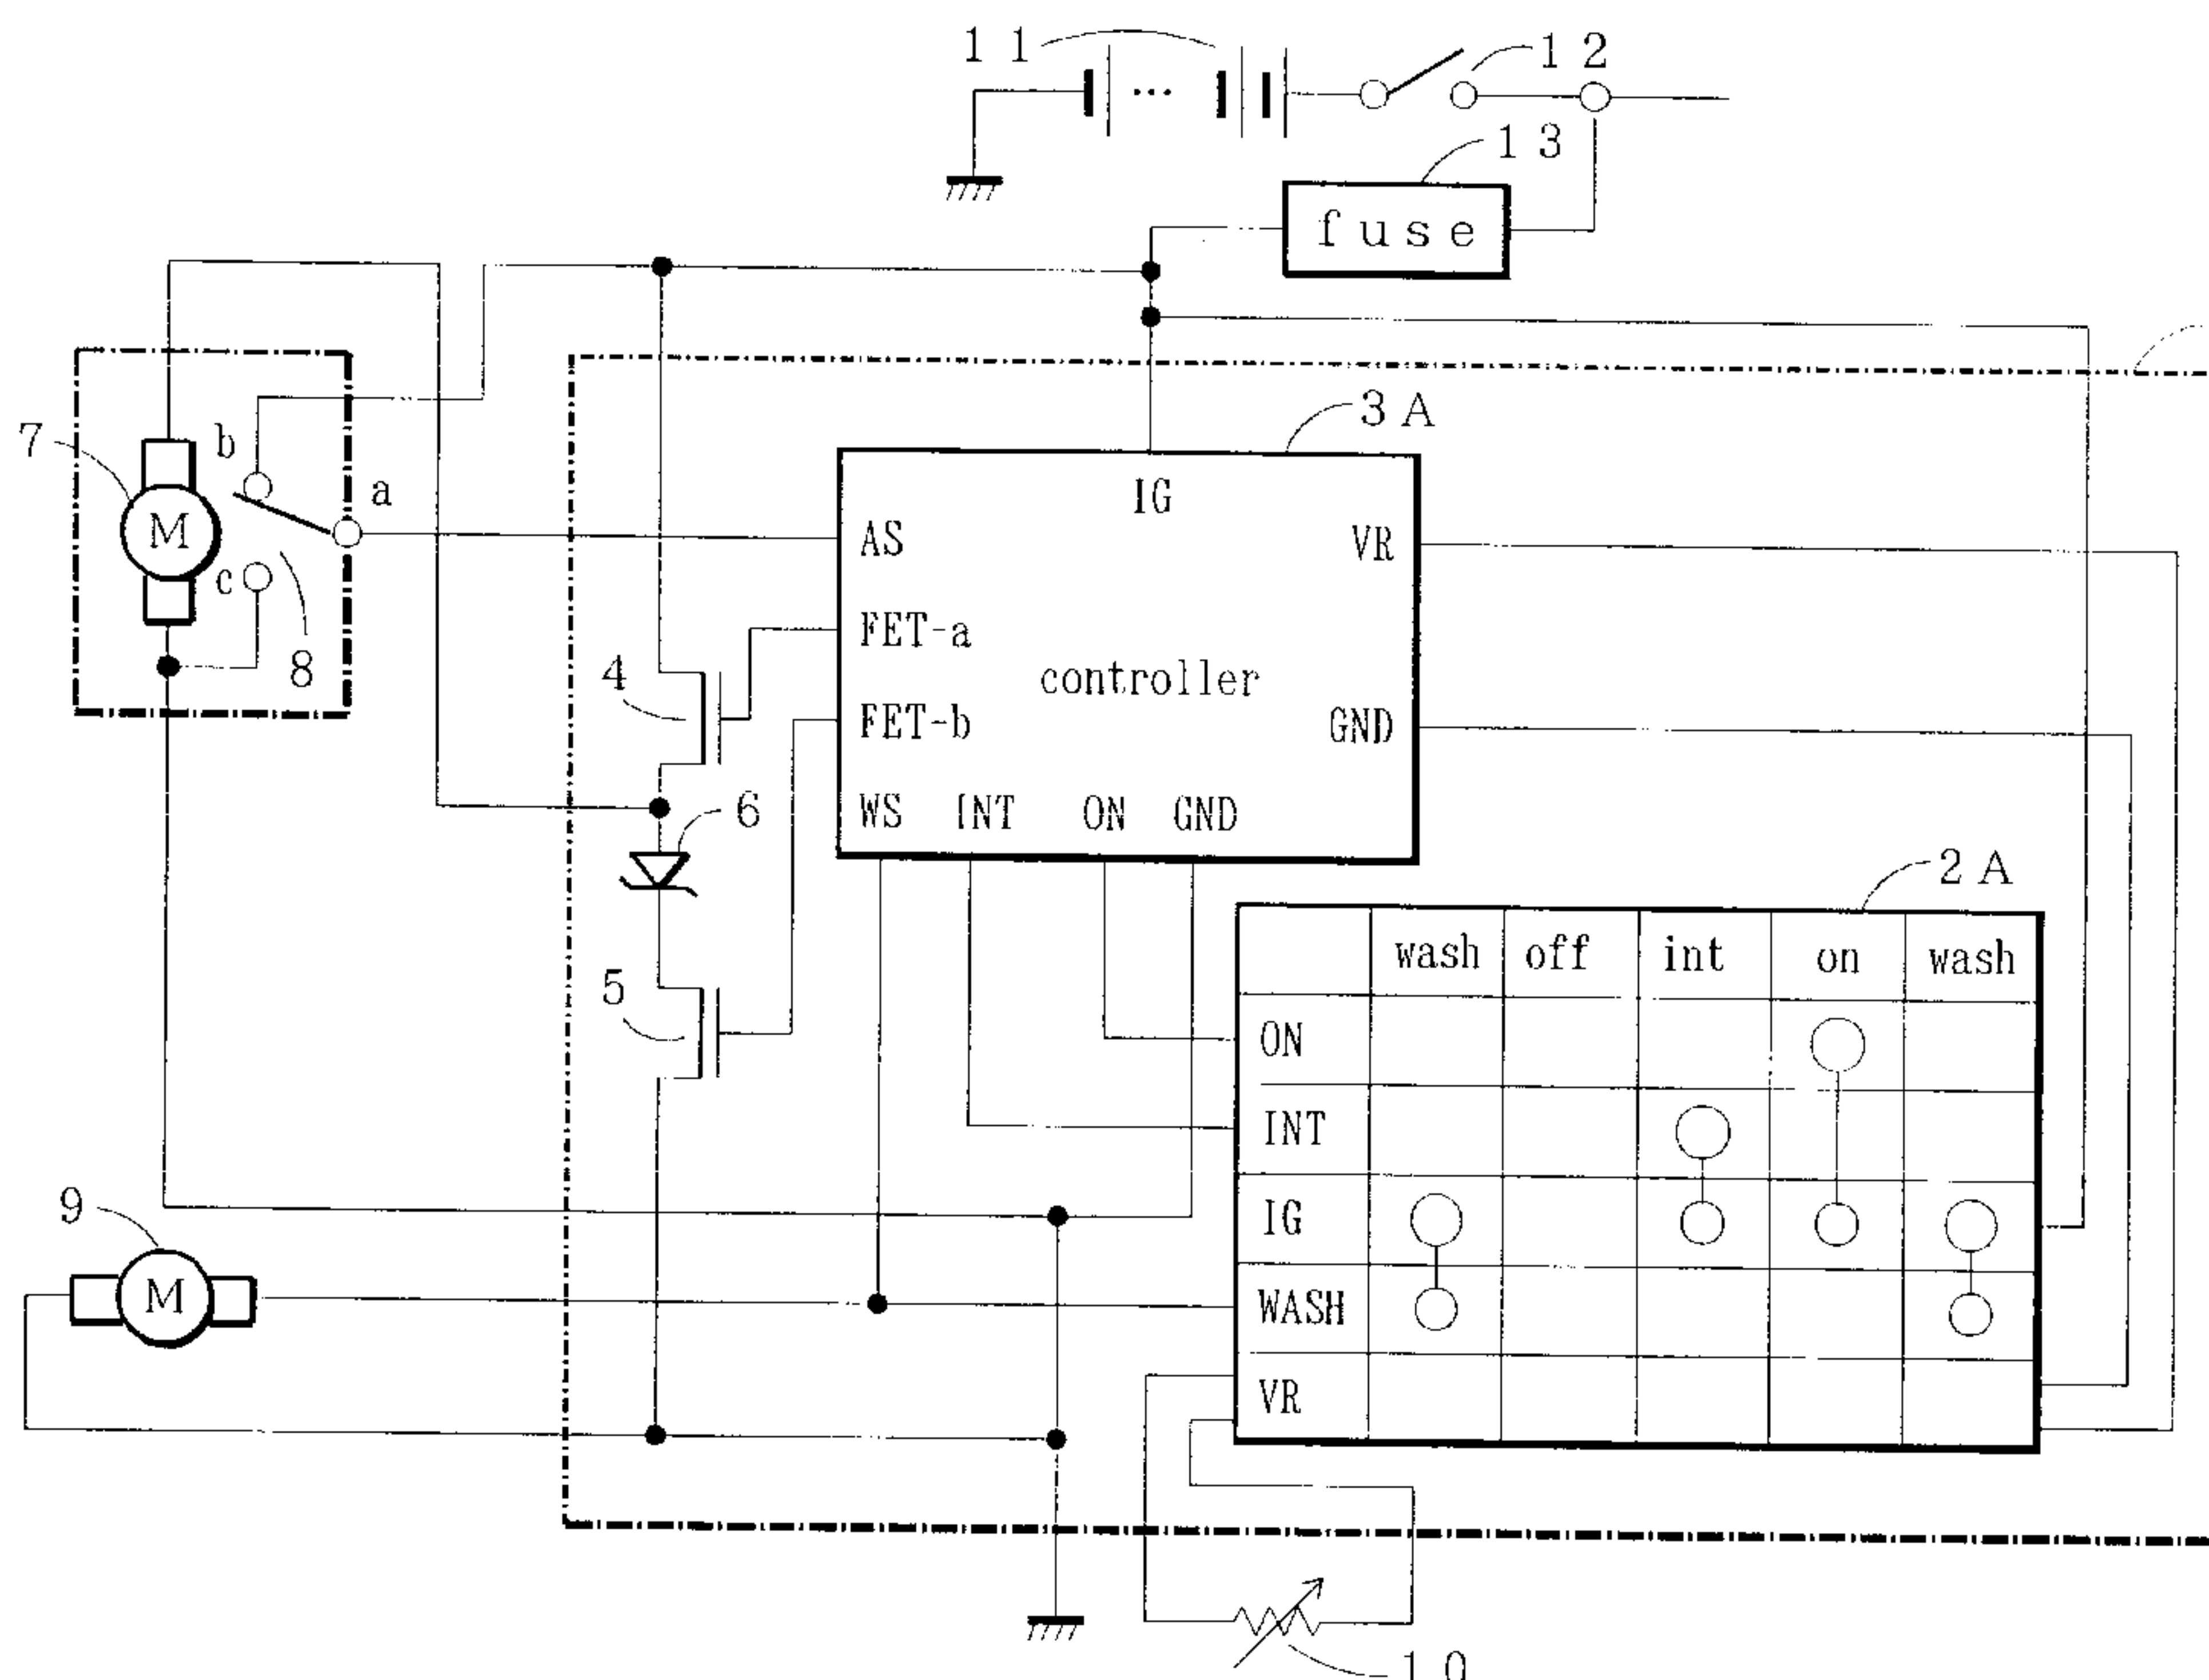 11
12
13
fuse
7
M
b
a
c
8
3A
IG
AS
VR
FET-a
controller
FET-b
GND
WS INT ON GND
4
6
5
2A
wash off int on wash
ON
INT
IG
WASH
VR
9
M
10